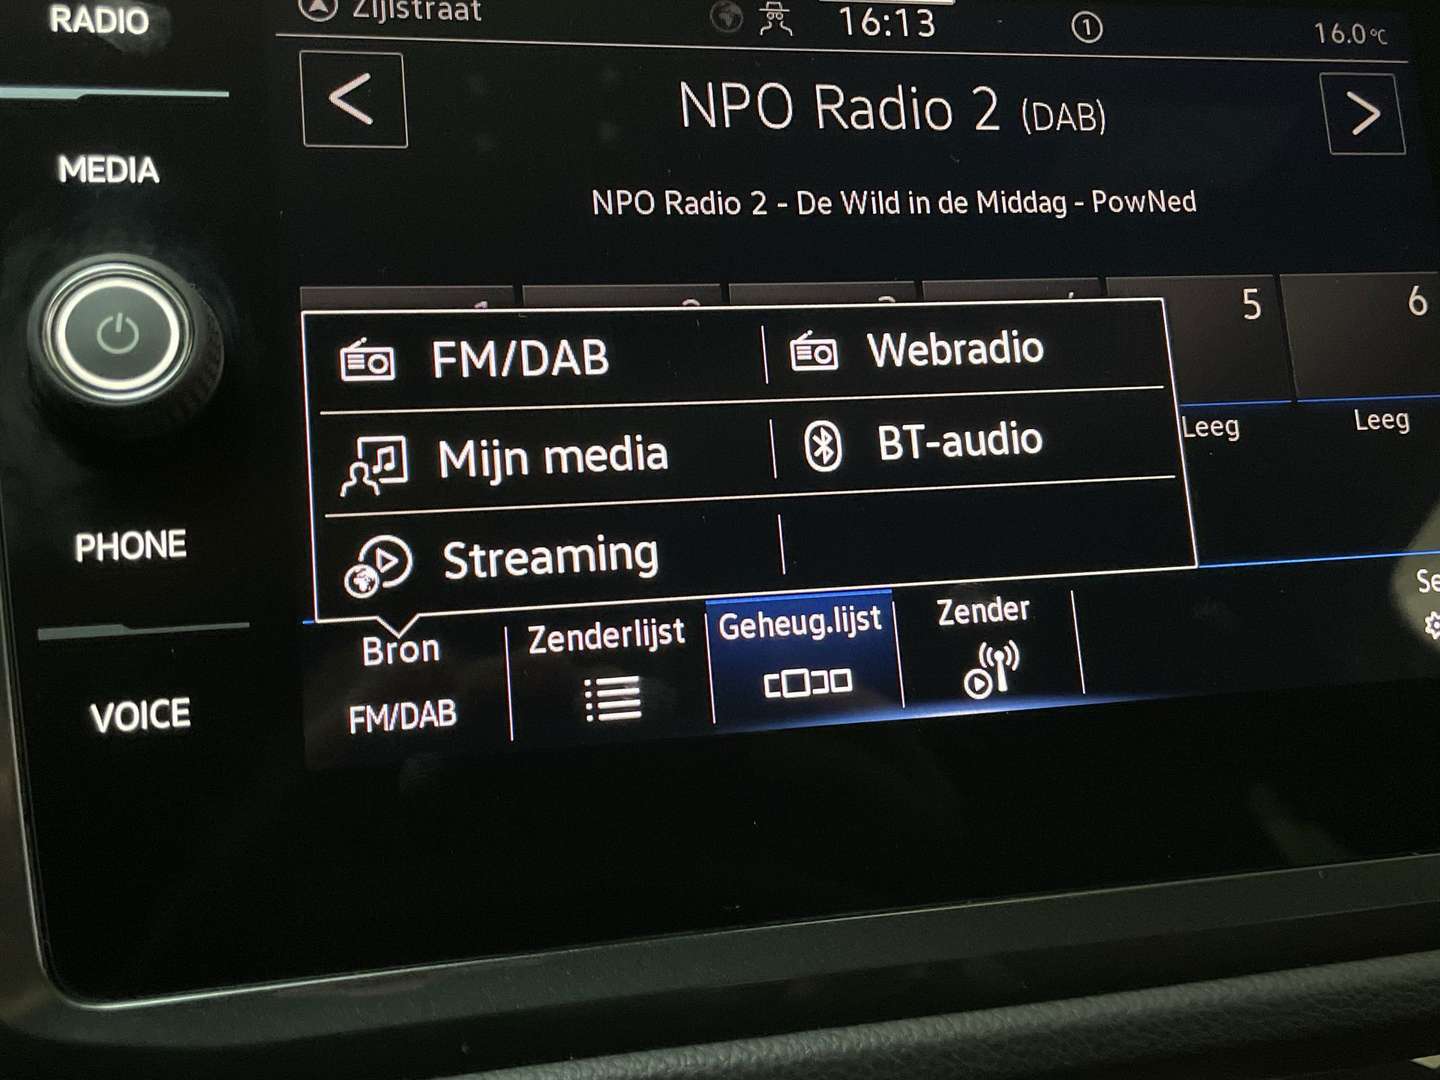 RADIO
MEDIA
PHONE
VOICE
Zijlstraat
16:13
1
16.0°C
<
NPO Radio 2 (DAB)
>
NPO Radio 2 - De Wild in de Middag - PowNed
5
6
Leeg
Leeg
FM/DAB
Webradio
Mijn media
BT-audio
Streaming
Bron
FM/DAB
Zenderlijst
Geheug.lijst
Zender